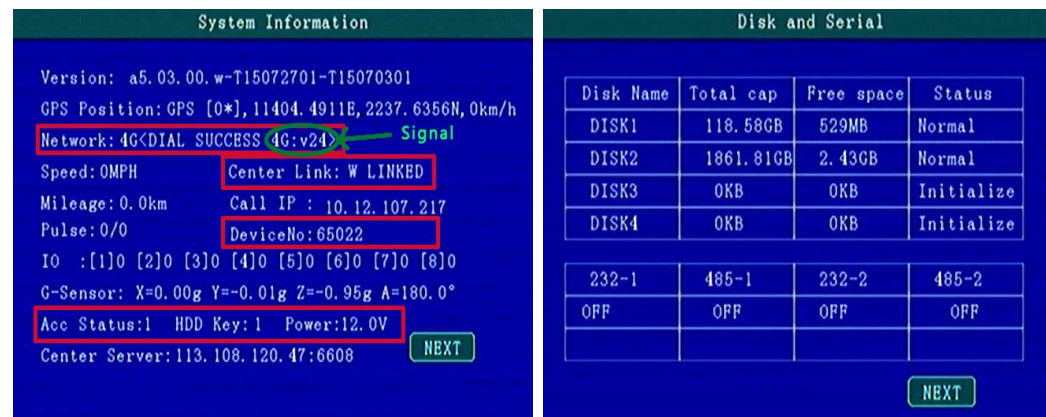 System Information
Version: a5.03.00.w-T15072701-T15070301
GPS Position:GPS [0*],11404.4911E,2237.6356N,0km/h
Network:4G<DIAL SUCCESS 4G:v24>
Signal
Speed:0MPH Center Link: W LINKED
Mileage:0.0km Call IP : 10.12.107.217
Pulse:0/0 DeviceNo:65022
IO :[1]0 [2]0 [3]0 [4]0 [5]0 [6]0 [7]0 [8]0
G-Sensor: X=0.00g Y=-0.01g Z=-0.95g A=180.0°
Acc Status:1 HDD Key:1 Power:12.0V
Center Server:113.108.120.47:6608
NEXT
Disk and Serial
Disk Name Total cap Free space Status
DISK1 118.58GB 529MB Normal
DISK2 1861.81GB 2.43GB Normal
DISK3 0KB 0KB Initialize
DISK4 0KB 0KB Initialize
232-1 485-1 232-2 485-2
OFF OFF OFF OFF
NEXT